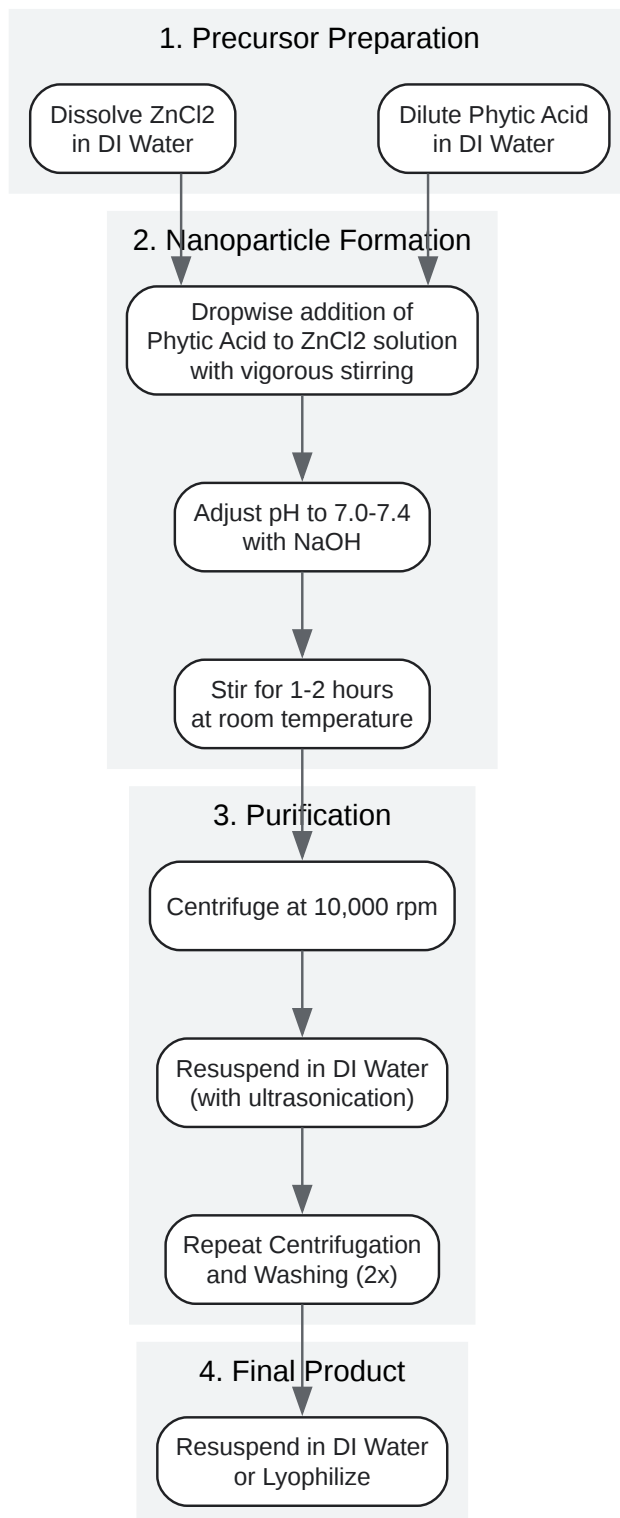 1. Precursor Preparation
Dissolve ZnCl2
in DI Water
Dilute Phytic Acid
in DI Water
2. Nanoparticle Formation
Dropwise addition of
Phytic Acid to ZnCl2 solution
with vigorous stirring
Adjust pH to 7.0-7.4
with NaOH
Stir for 1-2 hours
at room temperature
3. Purification
Centrifuge at 10,000 rpm
Resuspend in DI Water
(with ultrasonication)
Repeat Centrifugation
and Washing (2x)
4. Final Product
Resuspend in DI Water
or Lyophilize